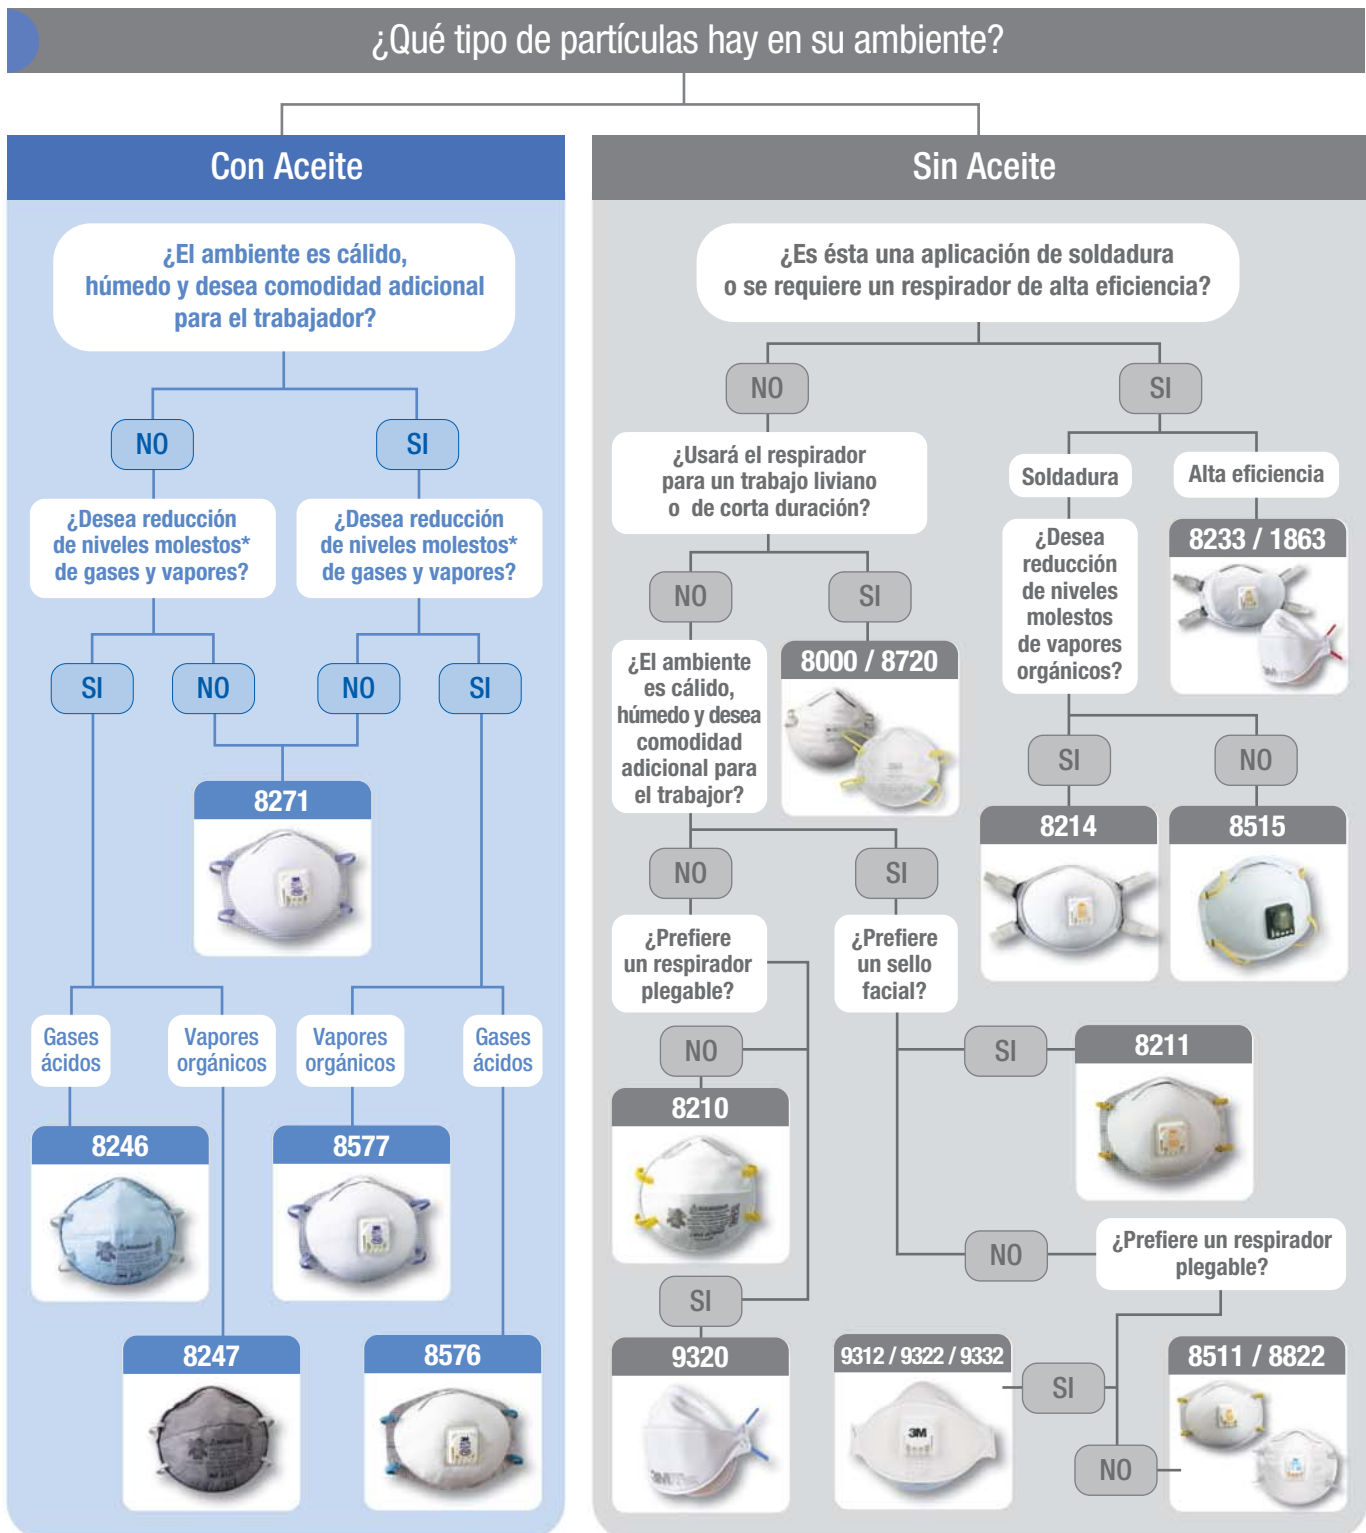 ¿Qué tipo de partículas hay en su ambiente?
Con Aceite
¿El ambiente es cálido,
húmedo y desea comodidad adicional
para el trabajador?
NO
SI
¿Desea reducción
de niveles molestos*
de gases y vapores?
¿Desea reducción
de niveles molestos*
de gases y vapores?
SI
NO
NO
SI
8271
Gases
ácidos
Vapores
orgánicos
Vapores
orgánicos
Gases
ácidos
8246
8577
8247
8576
Sin Aceite
¿Es ésta una aplicación de soldadura
o se requiere un respirador de alta eficiencia?
NO
SI
¿Usará el respirador
para un trabajo liviano
o de corta duración?
Soldadura
Alta eficiencia
¿Desea
reducción
de niveles
molestos
de vapores
orgánicos?
8233 / 1863
NO
SI
¿El ambiente
es cálido,
húmedo y desea
comodidad
adicional para
el trabajor?
8000 / 8720
SI
NO
8214
8515
NO
SI
¿Prefiere
un respirador
plegable?
¿Prefiere
un sello
facial?
NO
SI
8211
8210
NO
¿Prefiere un respirador
plegable?
SI
9320
9312 / 9322 / 9332
3M
SI
8511 / 8822
NO